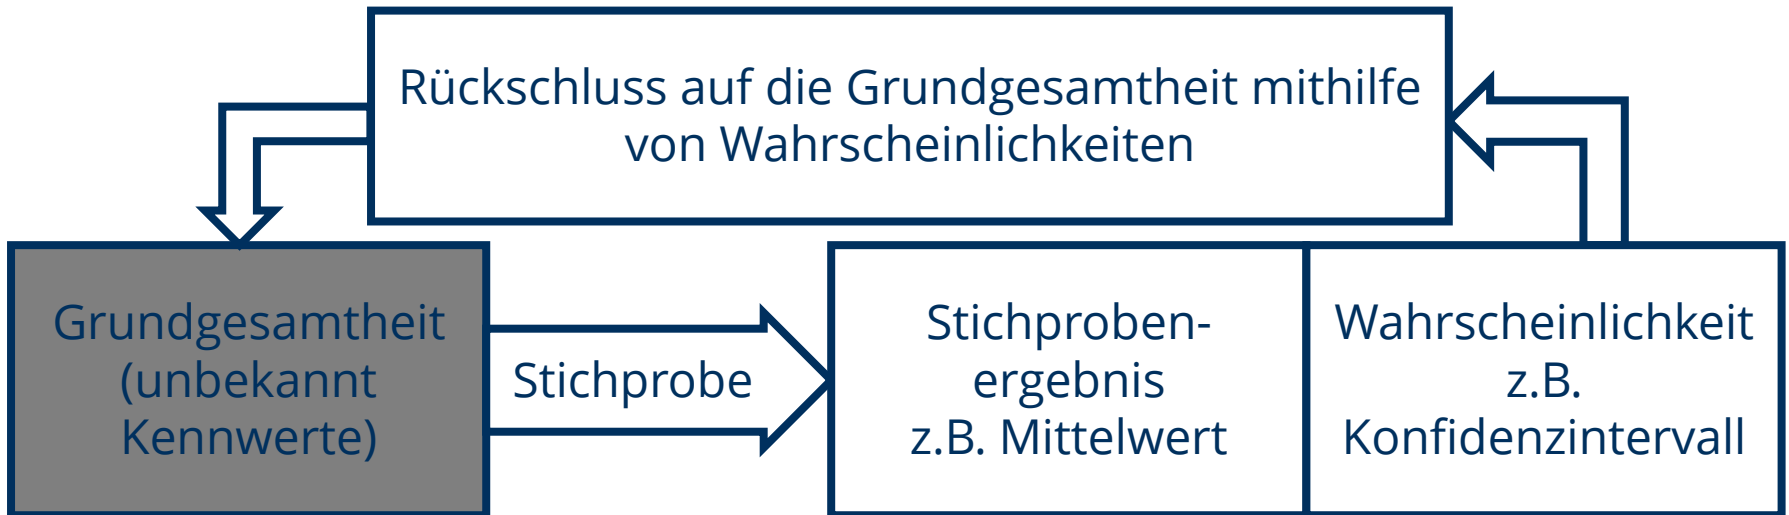 Rückschluss auf die Grundgesamtheit mithilfe
von Wahrscheinlichkeiten
Grundgesamtheit
(unbekannt
Kennwerte)
Stichprobe
Stichproben-
ergebnis
z.B. Mittelwert
Wahrscheinlichkeit
z.B.
Konfidenzintervall